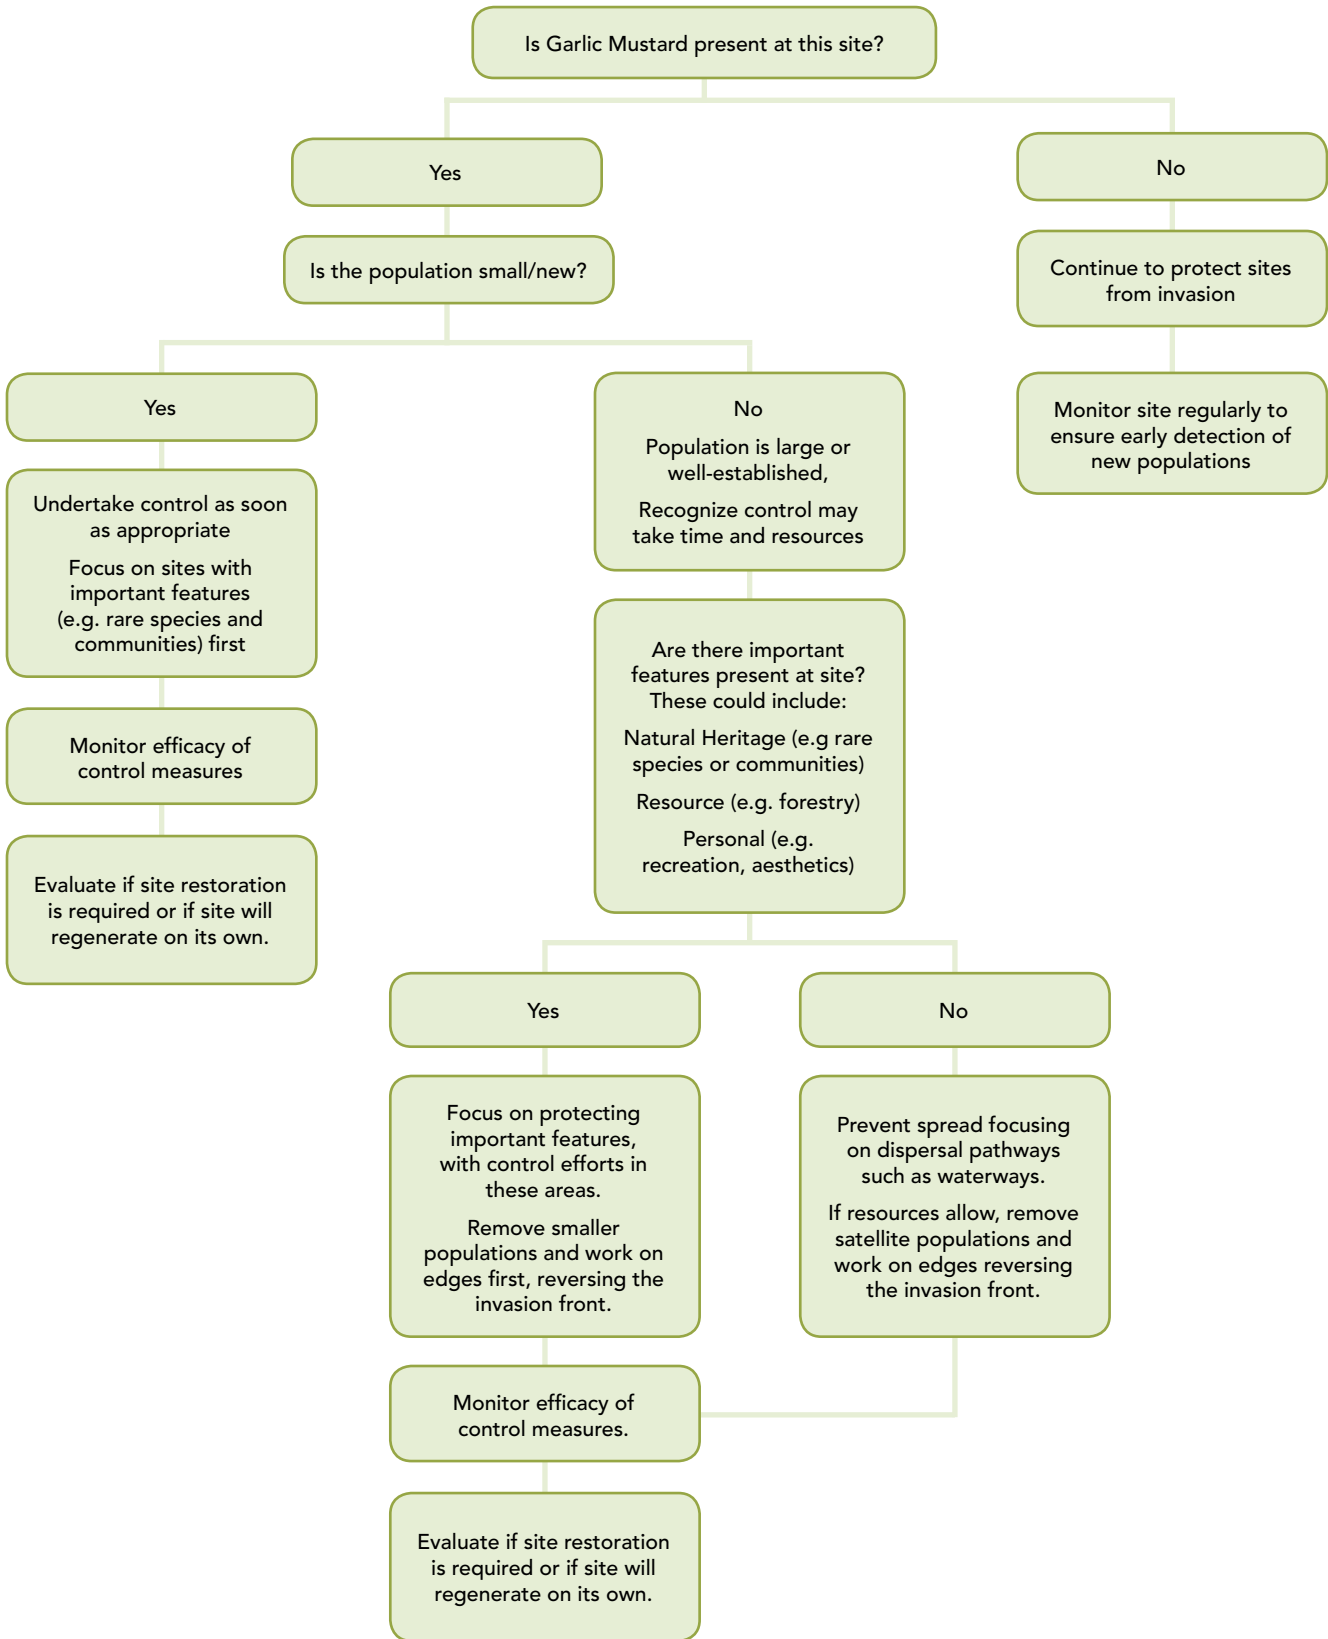 Is Garlic Mustard present at this site?
Yes
No
Is the population small/new?
Continue to protect sites
from invasion
Monitor site regularly to
ensure early detection of
new populations
Yes
Undertake control as soon
as appropriate
Focus on sites with
important features
(e.g. rare species and
communities) first
Monitor efficacy of
control measures
Evaluate if site restoration
is required or if site will
regenerate on its own.
No
Population is large or
well-established,
Recognize control may
take time and resources
Are there important
features present at site?
These could include:
Natural Heritage (e.g rare
species or communities)
Resource (e.g. forestry)
Personal (e.g.
recreation, aesthetics)
Yes
Focus on protecting
important features,
with control efforts in
these areas.
Remove smaller
populations and work on
edges first, reversing the
invasion front.
No
Prevent spread focusing
on dispersal pathways
such as waterways.
If resources allow, remove
satellite populations and
work on edges reversing
the invasion front.
Monitor efficacy of
control measures.
Evaluate if site restoration
is required or if site will
regenerate on its own.